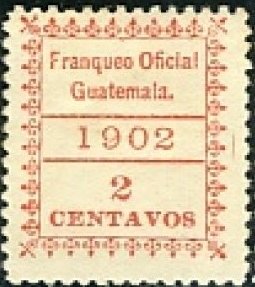 Franqueo Oficial
Guatemala.
1902
2
CENTAVOS